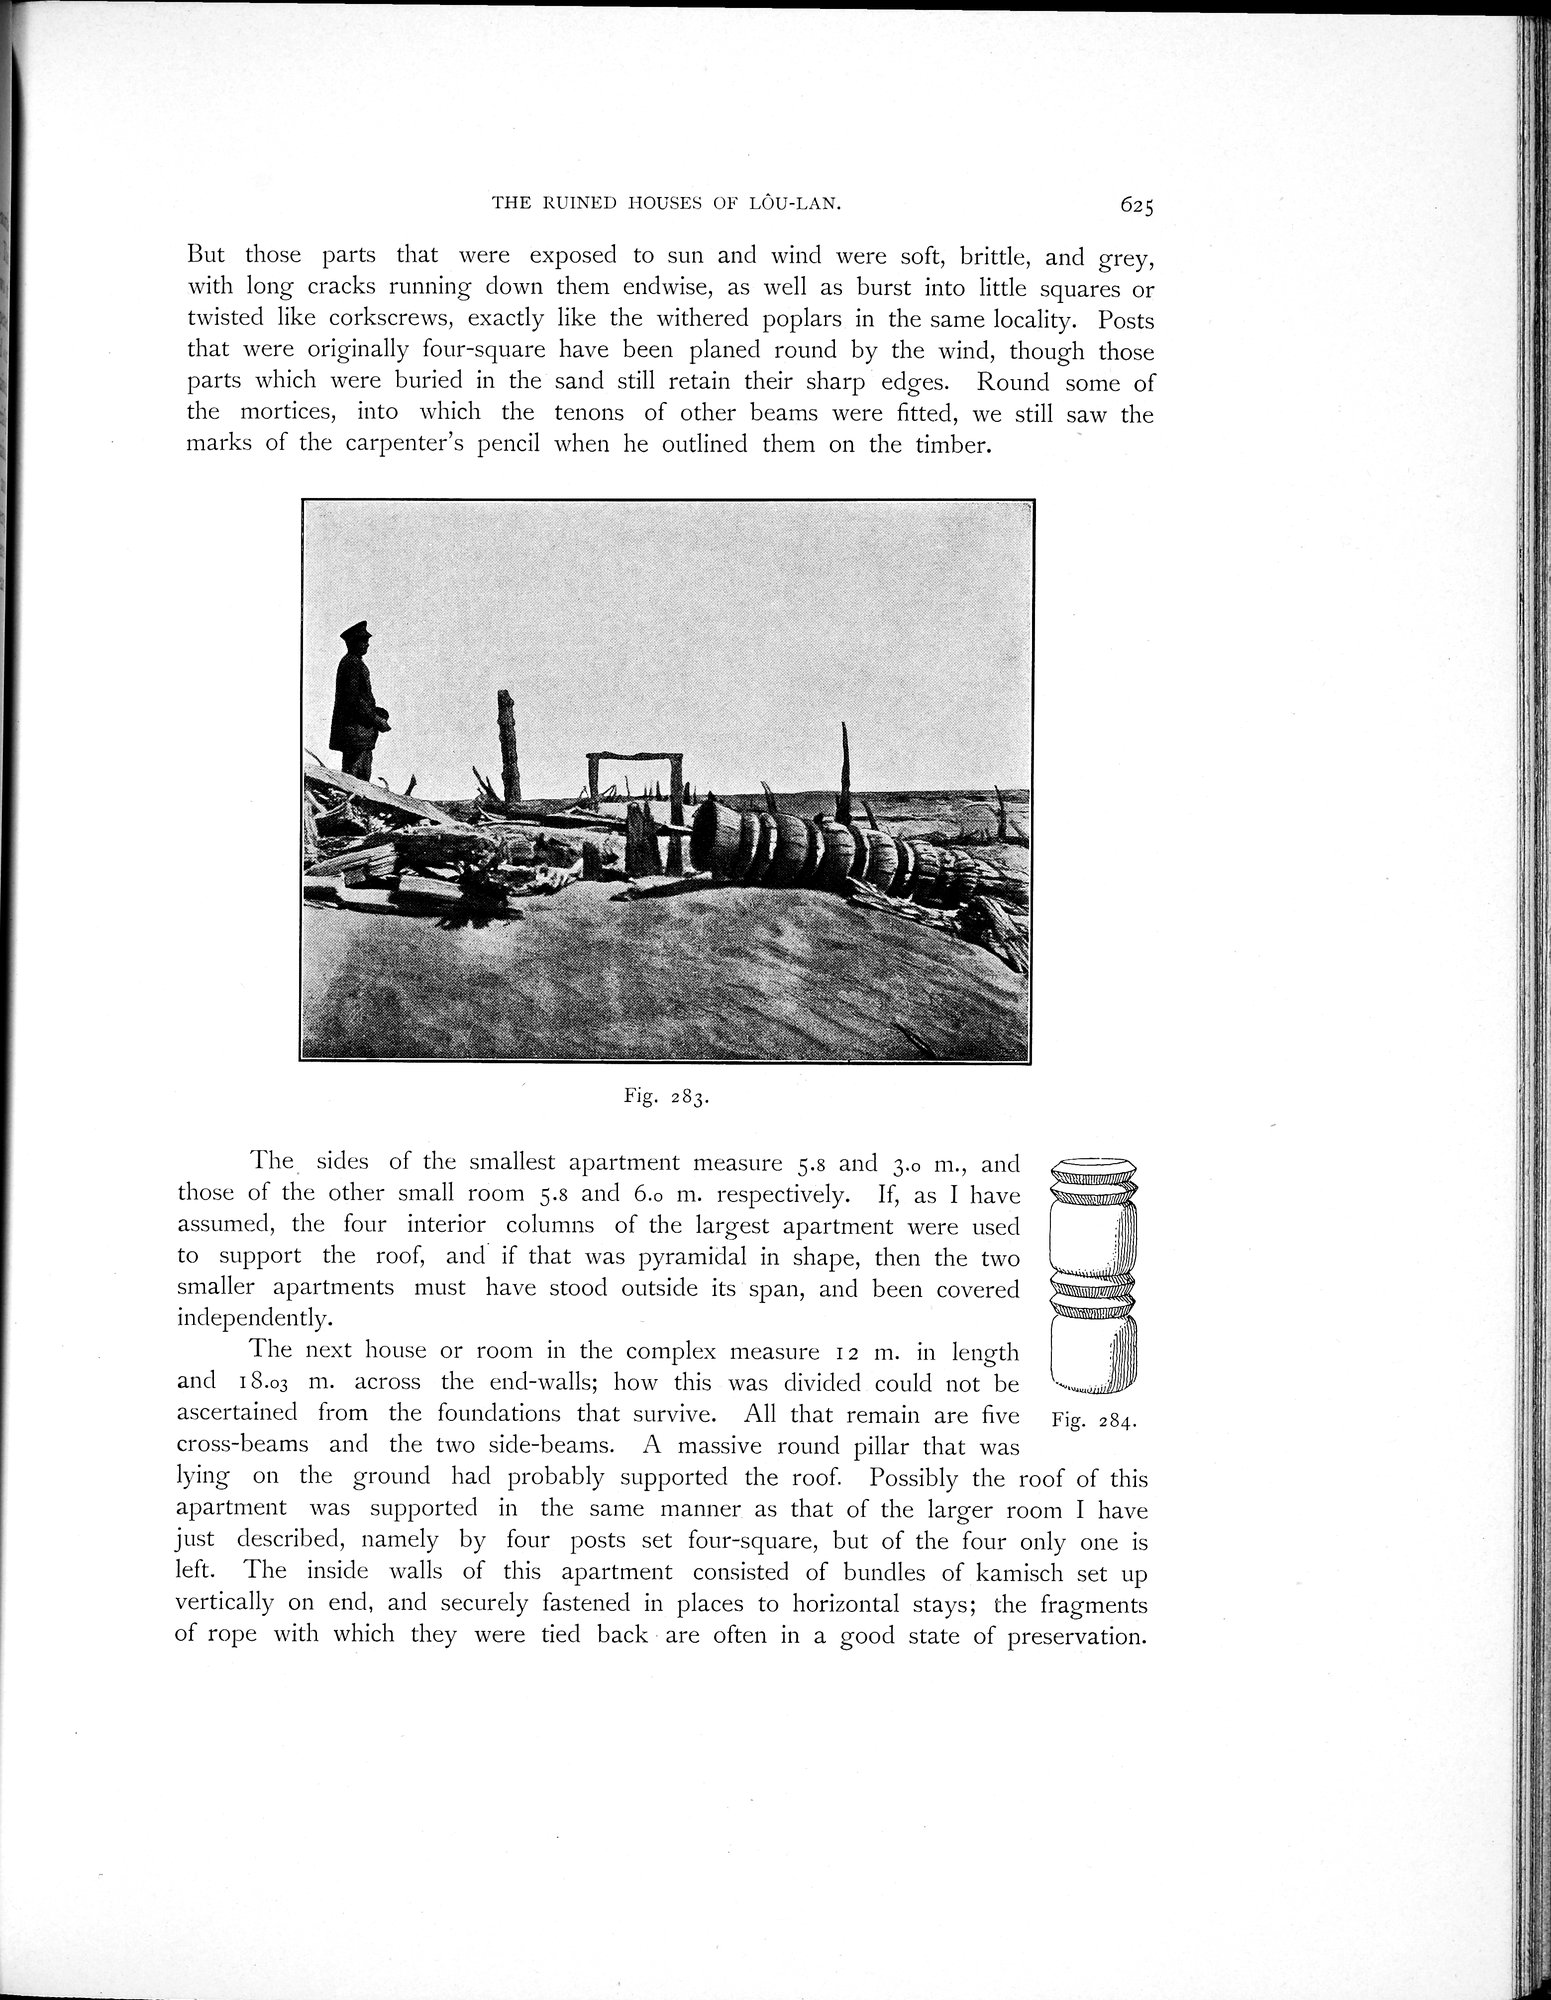 THE RUINED HOUSES OF LÔU-LAN. 625
But those parts that were exposed to sun and wind were soft, brittle, and grey,
with long cracks running down them endwise, as well as burst into little squares or
twisted like corkscrews, exactly like the withered poplars in the same locality. Posts
that were originally four-square have been planed round by the wind, though those
parts which were buried in the sand still retain their sharp edges. Round some of
the mortices, into which the tenons of other beams were fitted, we still saw the
marks of the carpenter's pencil when he outlined them on the timber.
Fig. 283.
The sides of the smallest apartment measure 5.8 and 3.0 m., and
those of the other small room 5.8 and 6.0 m. respectively. If, as I have
assumed, the four interior columns of the largest apartment were used
to support the roof, and if that was pyramidal in shape, then the two
smaller apartments must have stood outside its span, and been covered
independently.
The next house or room in the complex measure 12 m. in length
and 18.03 m. across the end-walls; how this was divided could not be
ascertained from the foundations that survive. All that remain are five
Fig. 284.
cross-beams and the two side-beams. A massive round pillar that was
lying on the ground had probably supported the roof. Possibly the roof of this
apartment was supported in the same manner as that of the larger room I have
just described, namely by four posts set four-square, but of the four only one is
left. The inside walls of this apartment consisted of bundles of kamisch set up
vertically on end, and securely fastened in places to horizontal stays; the fragments
of rope with which they were tied back are often in a good state of preservation.